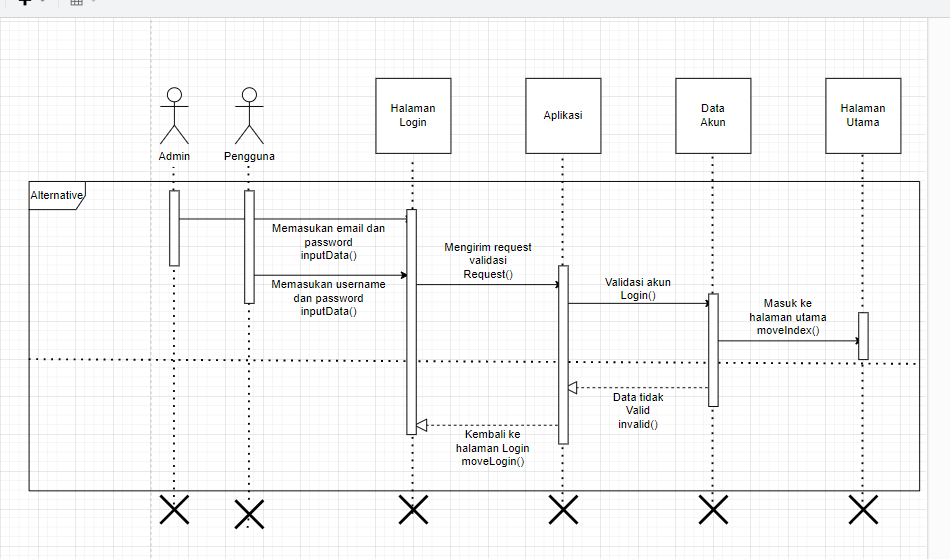 Halaman
Login
Aplikasi
Data
Akun
Halaman
Utama
Admin
Pengguna
Alternative
Memasukan email dan
password
inputData()
Mengirim request
validasi
Request()
Memasukan username
dan password
inputData()
Validasi akun
Login()
Masuk ke
halaman utama
moveIndex()
Data tidak
Valid
invalid()
Kembali ke
halaman Login
moveLogin()